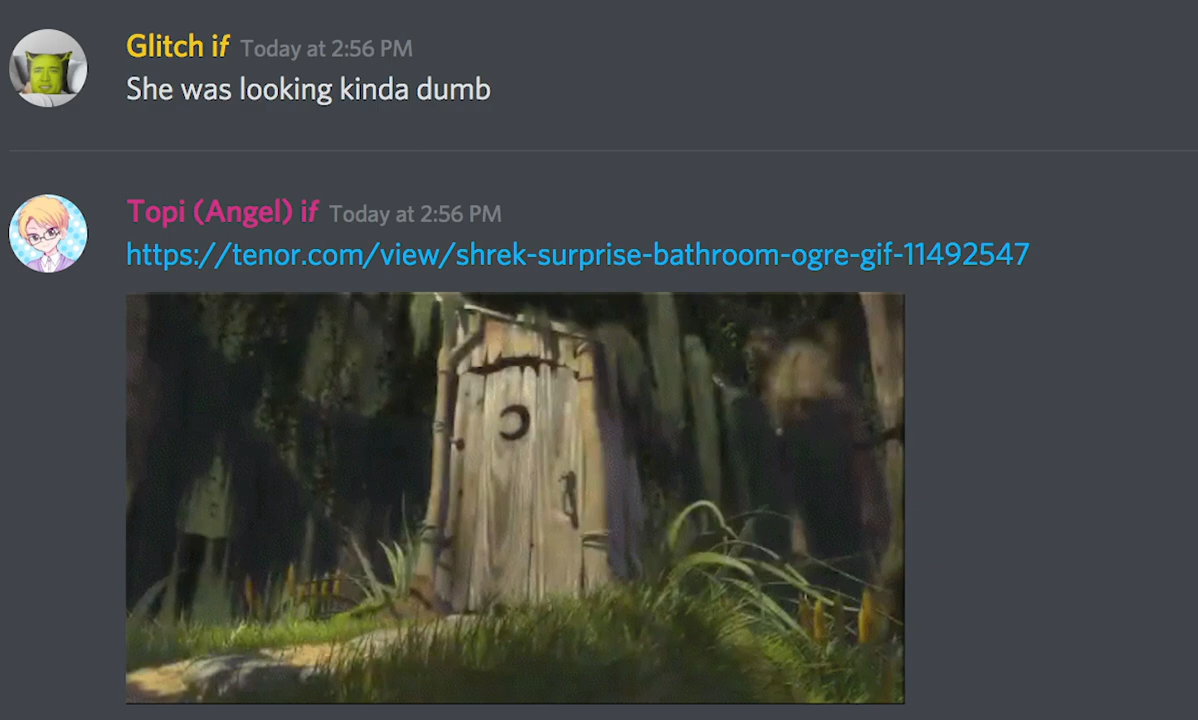 Glitch if Today at 2:56 PM
She was looking kinda dumb
Topi (Angel) if Today at 2:56 PM
https://tenor.com/view/shrek-surprise-bathroom-ogre-gif-11492547